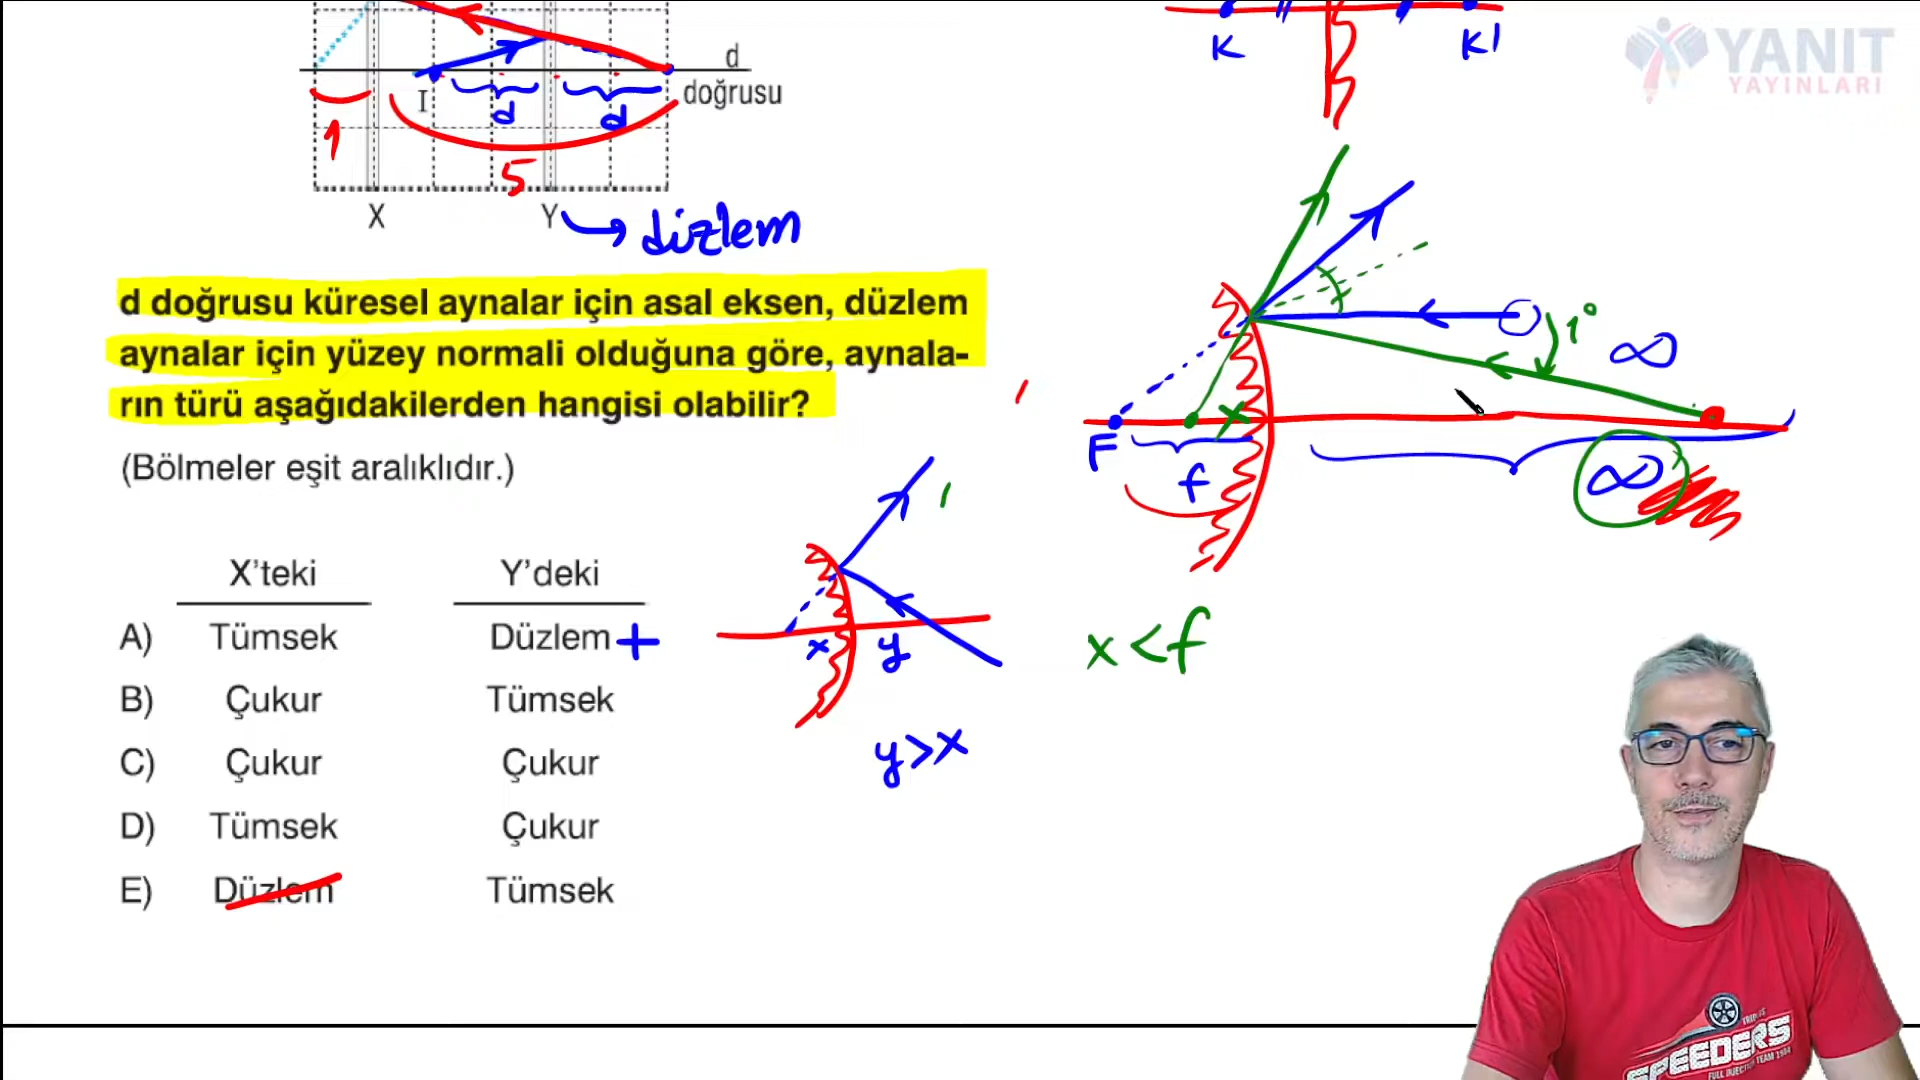 K
K1
YANIT
YAYINLARI
d
doğrusu
I
d
d
1
5
X
Y
düzlem
d doğrusu küresel aynalar için asal eksen, düzlem
aynalar için yüzey normali olduğuna göre, aynala-
rın türü aşağıdakilerden hangisi olabilir?
(Bölmeler eşit aralıklıdır.)
X'teki Y'deki
A) Tümsek Düzlem +
B) Çukur Tümsek
C) Çukur Çukur
D) Tümsek Çukur
E) Düzlem Tümsek
x y
y>x
1° ∞
F
x
f
∞
x<f
SPEEDERS